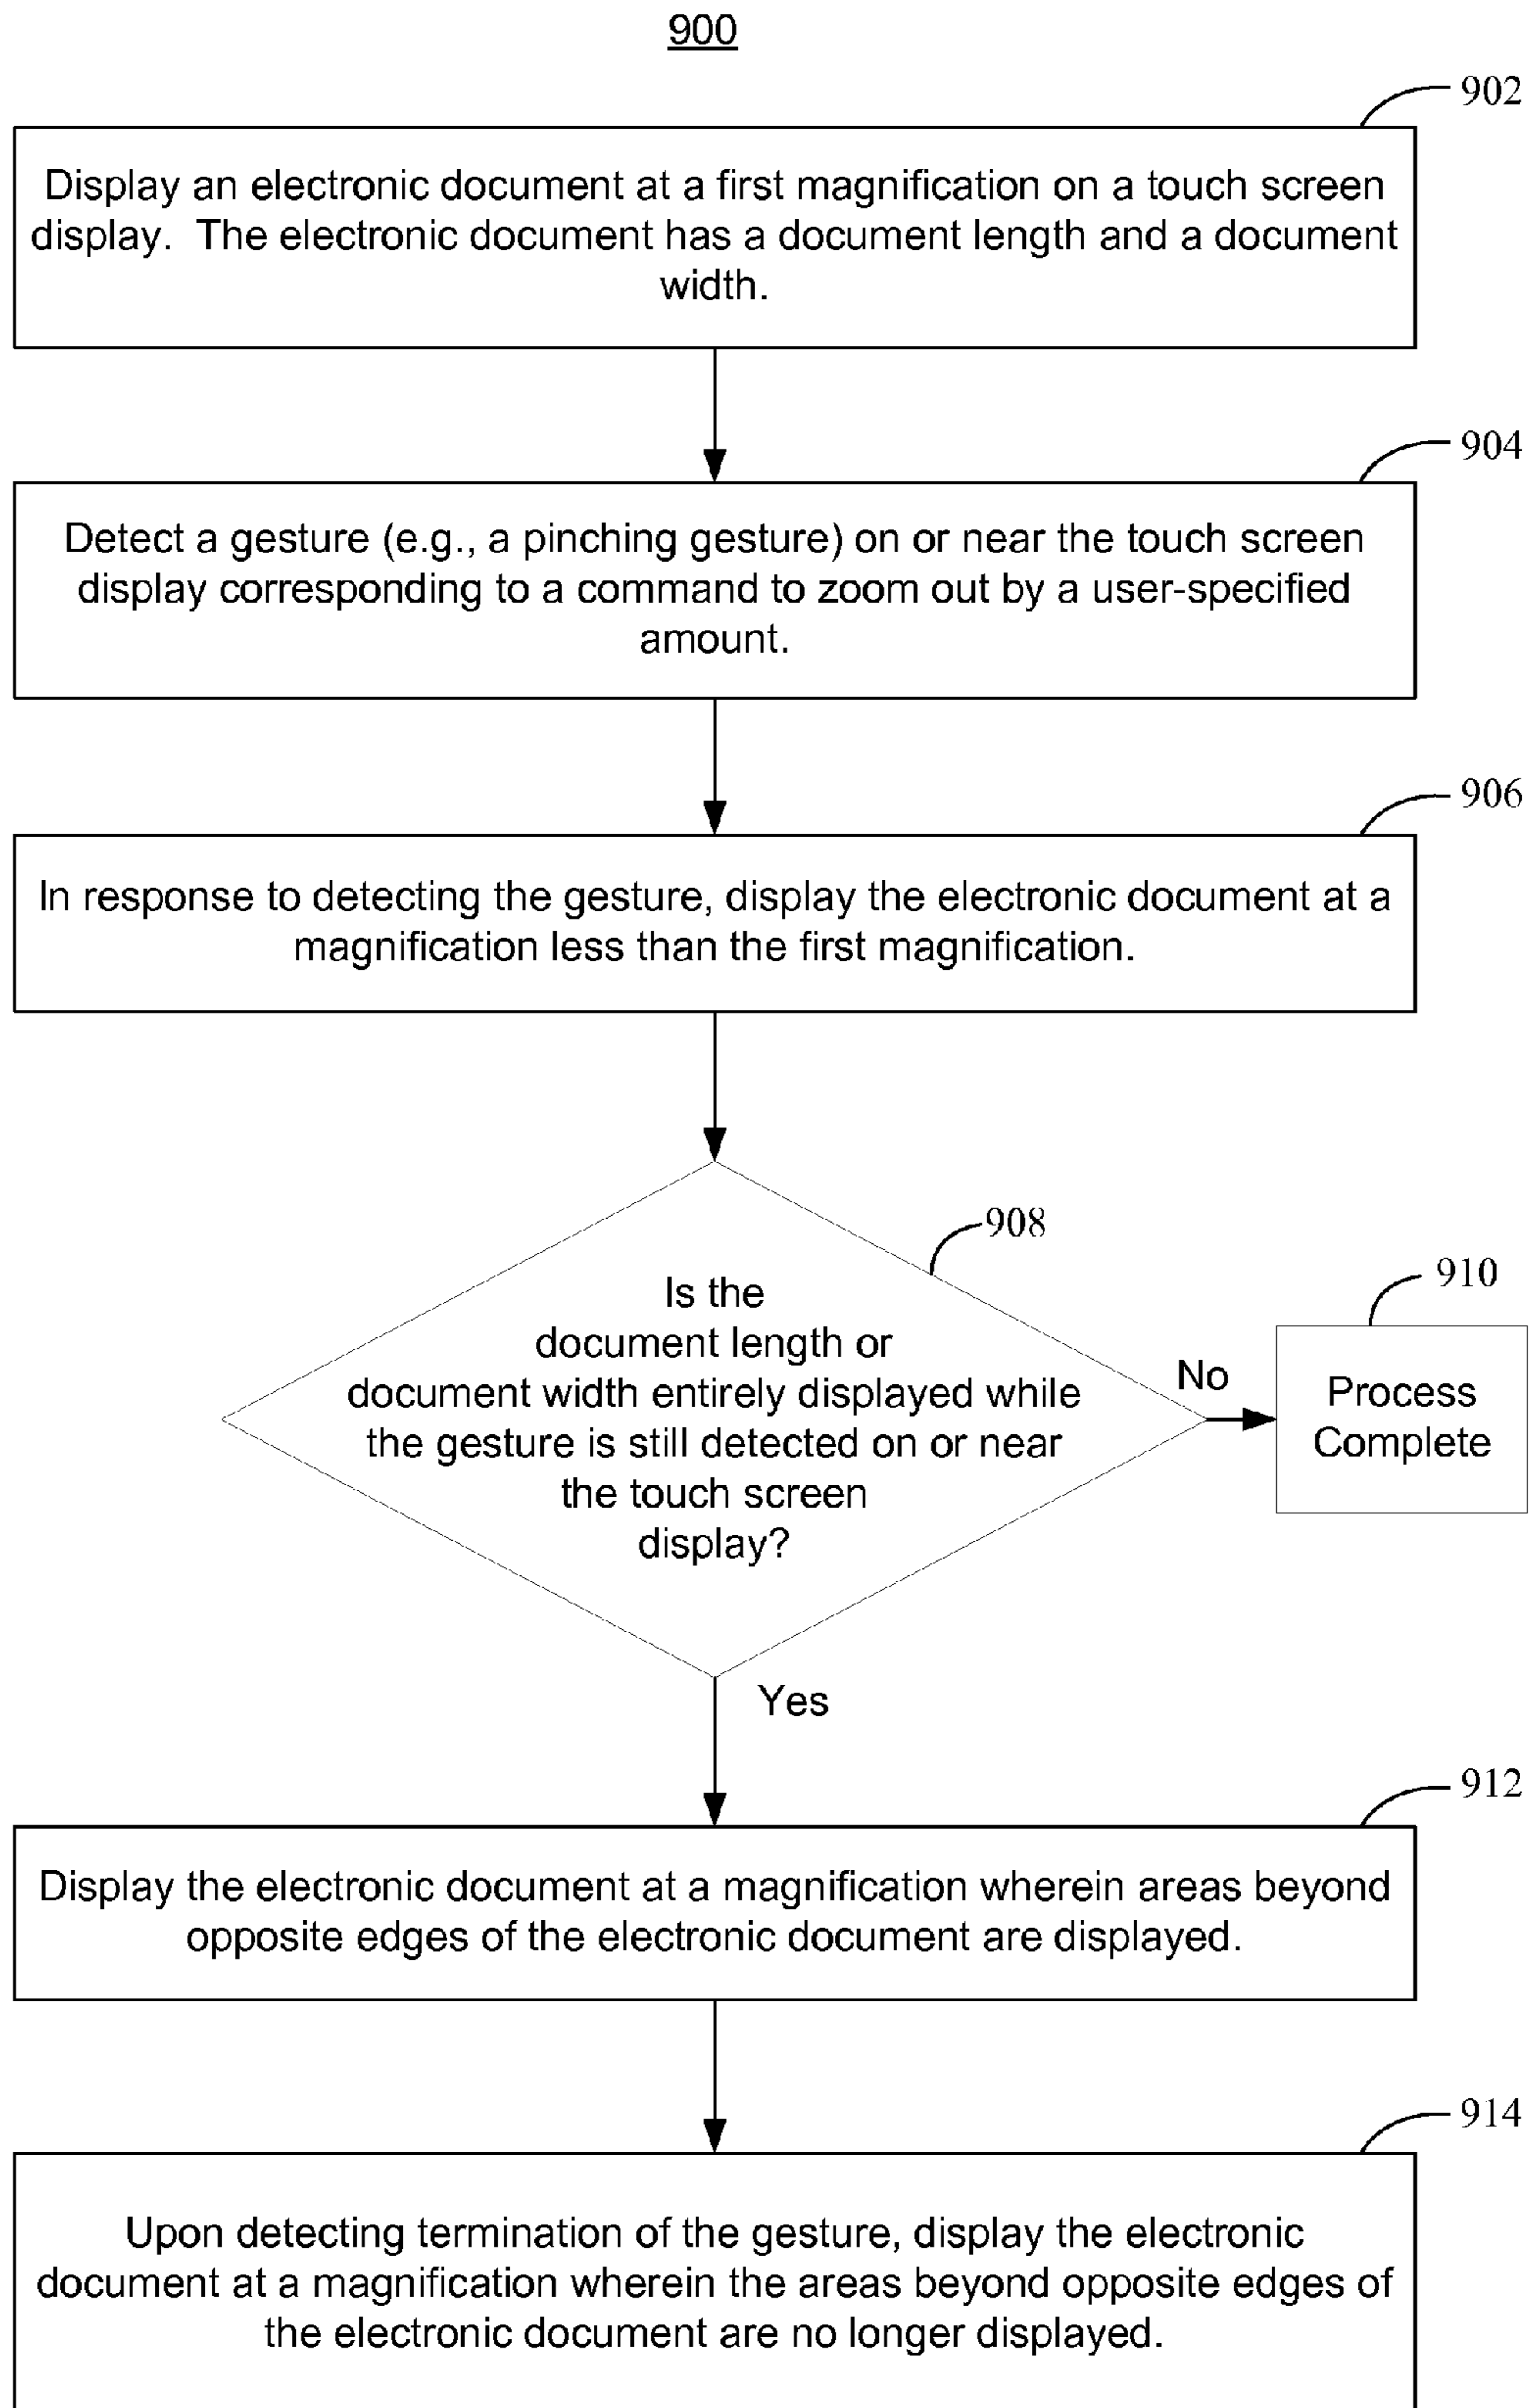 900
902
Display an electronic document at a first magnification on a touch screen
display.  The electronic document has a document length and a document
width.
904
Detect a gesture (e.g., a pinching gesture) on or near the touch screen
display corresponding to a command to zoom out by a user-specified
amount.
906
In response to detecting the gesture, display the electronic document at a
magnification less than the first magnification.
908
Is the
document length or
document width entirely displayed while
the gesture is still detected on or near
the touch screen
display?
No
910
Process
Complete
Yes
912
Display the electronic document at a magnification wherein areas beyond
opposite edges of the electronic document are displayed.
914
Upon detecting termination of the gesture, display the electronic
document at a magnification wherein the areas beyond opposite edges of
the electronic document are no longer displayed.